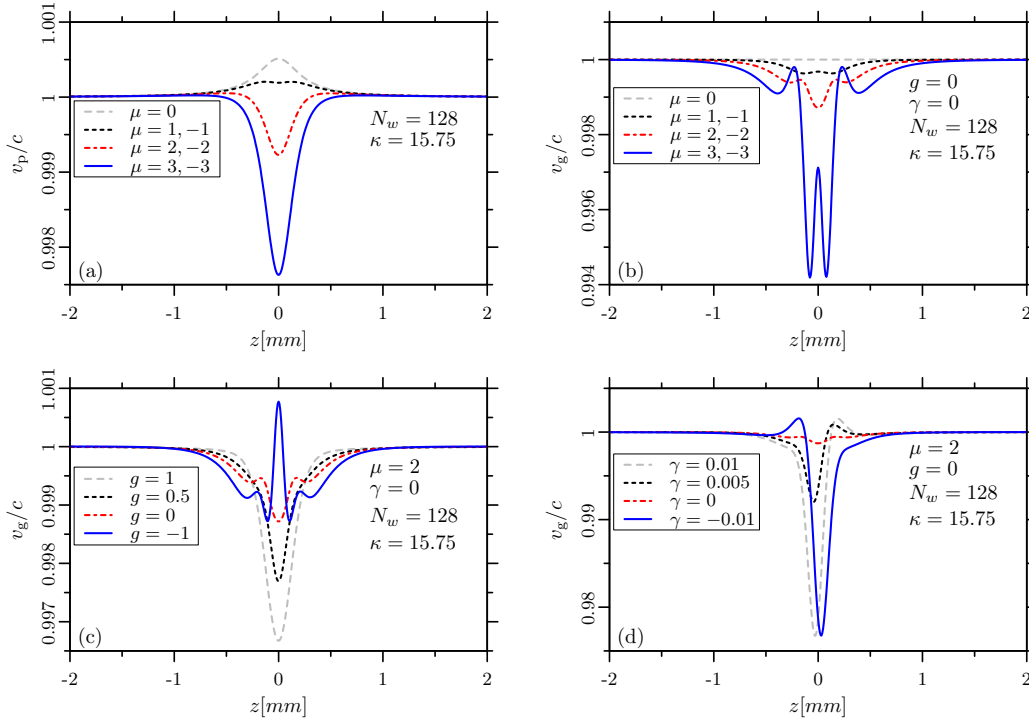 1.001
1
0.999
0.998
v_p/c
μ = 0
μ = 1, −1
μ = 2, −2
μ = 3, −3
N_w = 128
κ = 15.75
(a)
-2 -1 0 1 2
z[mm]
1
0.998
0.996
0.994
v_g/c
μ = 0
μ = 1, −1
μ = 2, −2
μ = 3, −3
g = 0
γ = 0
N_w = 128
κ = 15.75
(b)
-2 -1 0 1 2
z[mm]
1.001
1
0.999
0.998
0.997
v_g/c
g = 1
g = 0.5
g = 0
g = −1
μ = 2
γ = 0
N_w = 128
κ = 15.75
(c)
-2 -1 0 1 2
z[mm]
1
0.99
0.98
v_g/c
γ = 0.01
γ = 0.005
γ = 0
γ = −0.01
μ = 2
g = 0
N_w = 128
κ = 15.75
(d)
-2 -1 0 1 2
z[mm]